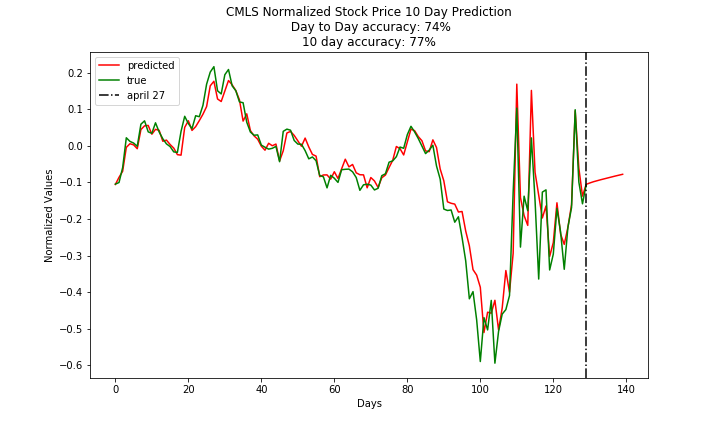 CMLS Normalized Stock Price 10 Day Prediction
Day to Day accuracy: 74%
10 day accuracy: 77%
predicted
true
april 27
0.2
0.1
0.0
−0.1
−0.2
−0.3
−0.4
−0.5
−0.6
Normalized Values
0 20 40 60 80 100 120 140
Days